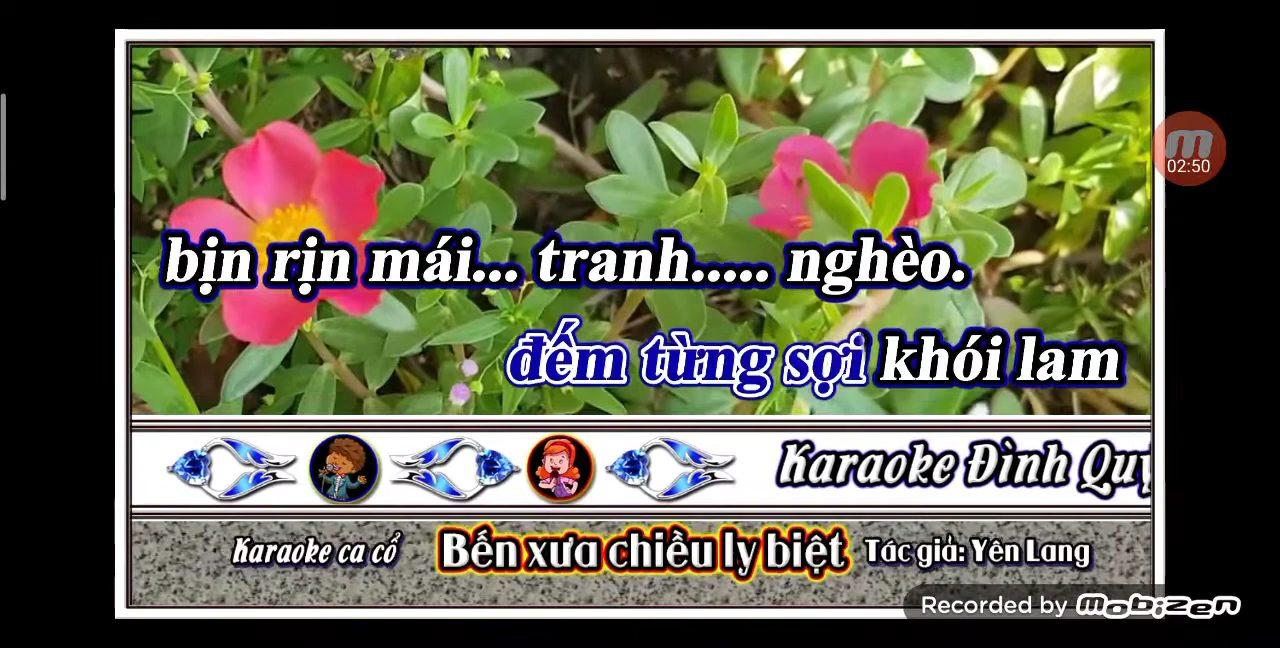 02:50
bịn rịn mái... tranh..... nghèo.
đếm từng sợi khói lam
Karaoke Đình Quy
Karaoke ca cổ Bến xưa chiều ly biệt Tác giả: Yên Lang
Recorded by mobizen